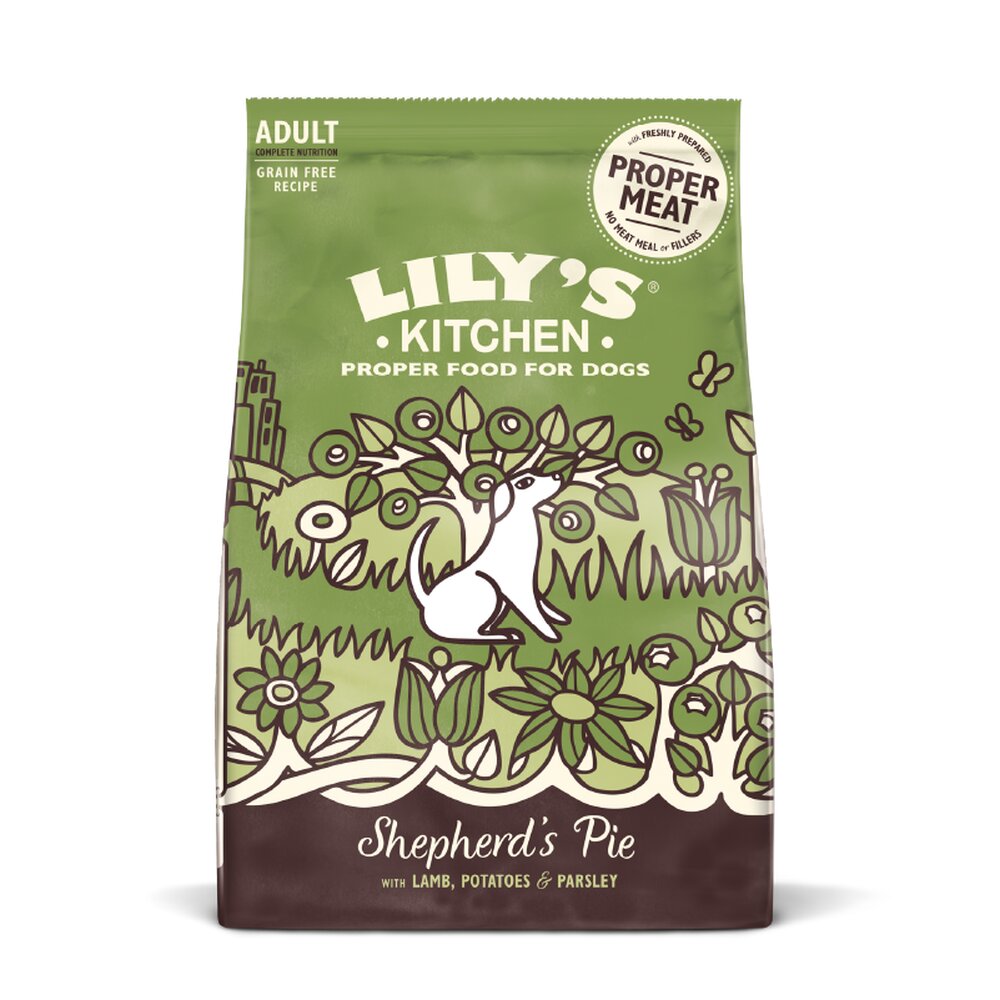 ADULT
COMPLETE NUTRITION
GRAIN FREE
RECIPE
with FRESHLY PREPARED
PROPER
MEAT
NO MEAT MEAL or FILLERS
LILY'S®
• KITCHEN •
PROPER FOOD FOR DOGS
Shepherd's Pie
WITH LAMB, POTATOES & PARSLEY